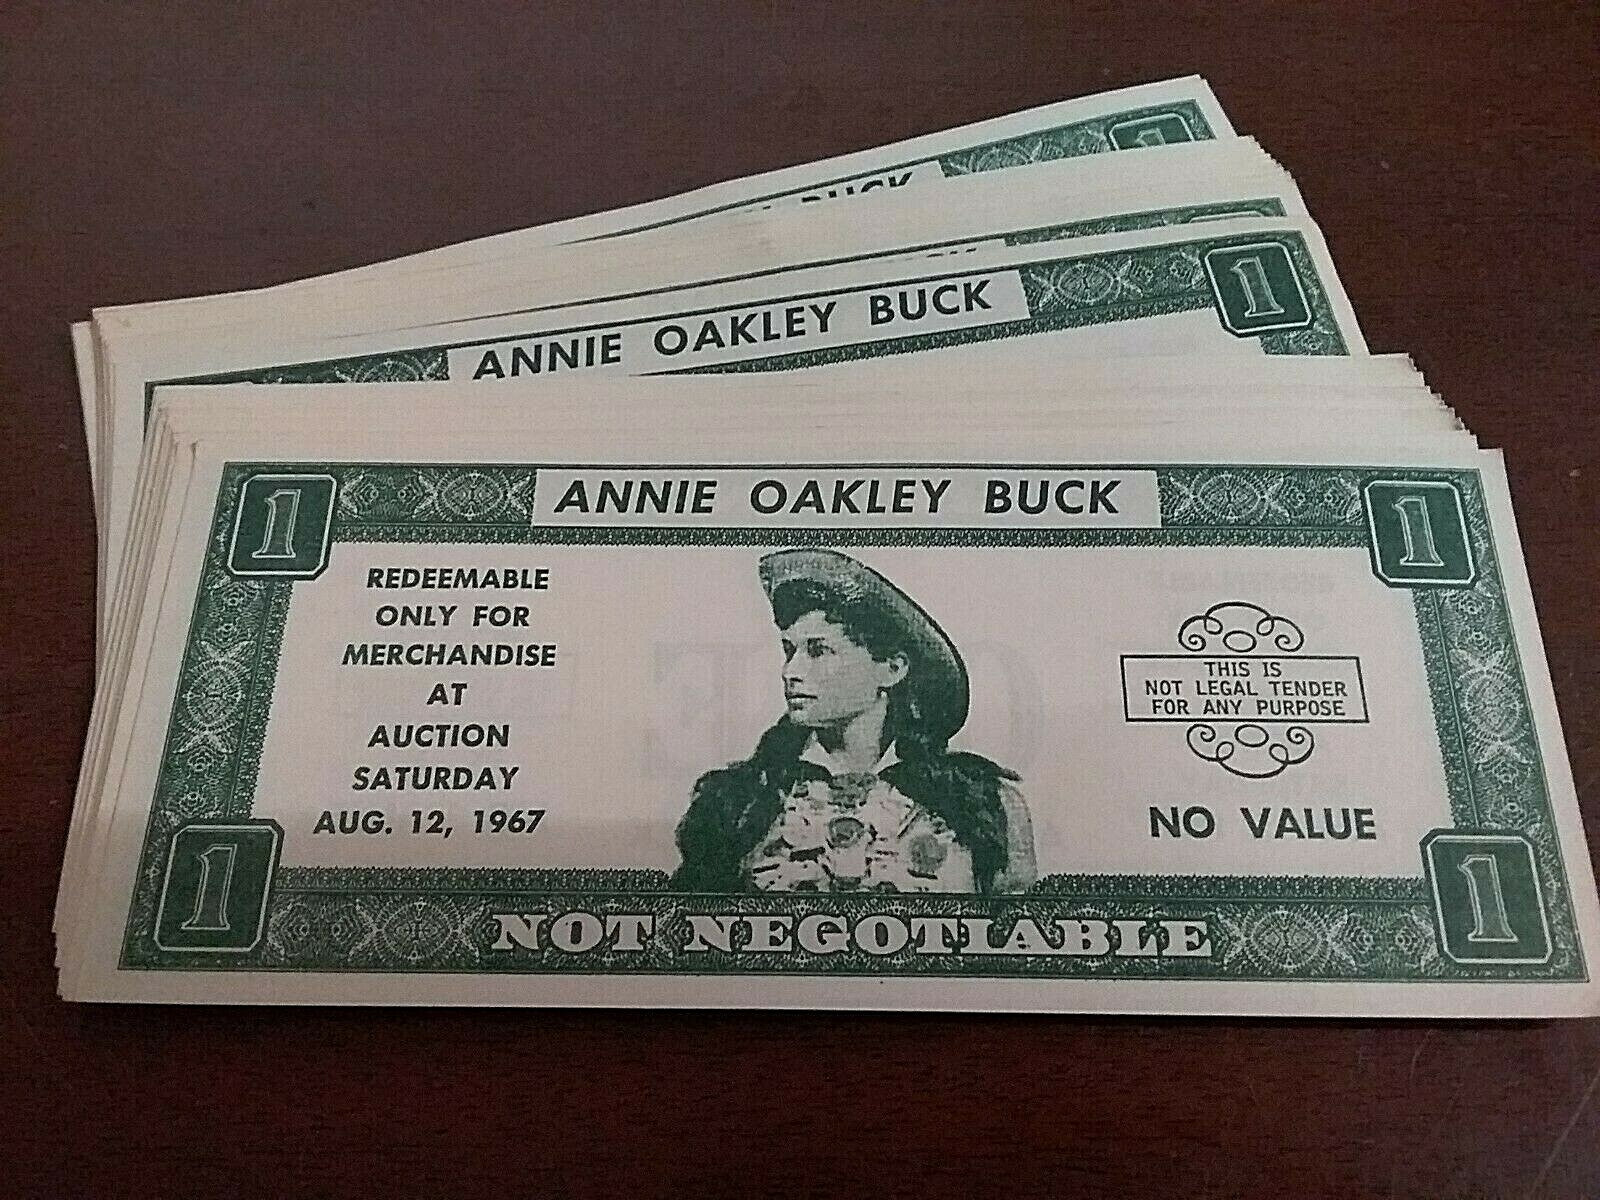 BUCK
1
ANNIE OAKLEY BUCK
1
ANNIE OAKLEY BUCK
1
1
REDEEMABLE
ONLY FOR
MERCHANDISE
AT
AUCTION
SATURDAY
AUG. 12, 1967
THIS IS
NOT LEGAL TENDER
FOR ANY PURPOSE
NO VALUE
1
1
NOT NEGOTIABLE